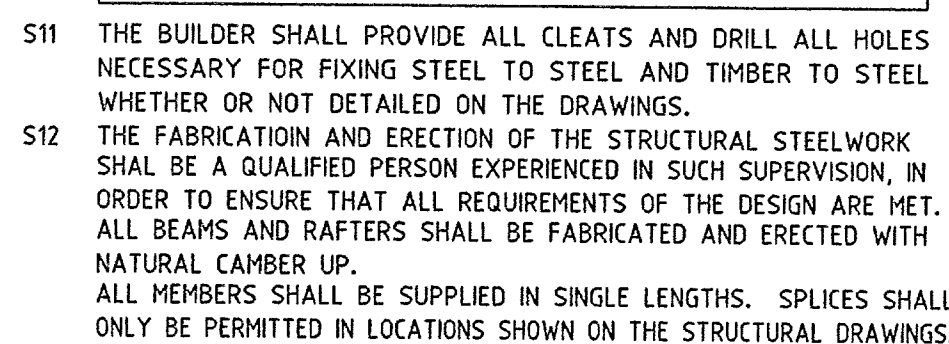 S11 THE BUILDER SHALL PROVIDE ALL CLEATS AND DRILL ALL HOLES
NECESSARY FOR FIXING STEEL TO STEEL AND TIMBER TO STEEL
WHETHER OR NOT DETAILED ON THE DRAWINGS.
S12 THE FABRICATIOIN AND ERECTION OF THE STRUCTURAL STEELWORK
SHAL BE A QUALIFIED PERSON EXPERIENCED IN SUCH SUPERVISION, IN
ORDER TO ENSURE THAT ALL REQUIREMENTS OF THE DESIGN ARE MET.
ALL BEAMS AND RAFTERS SHALL BE FABRICATED AND ERECTED WITH
NATURAL CAMBER UP.
ALL MEMBERS SHALL BE SUPPLIED IN SINGLE LENGTHS. SPLICES SHALL
ONLY BE PERMITTED IN LOCATIONS SHOWN ON THE STRUCTURAL DRAWINGS